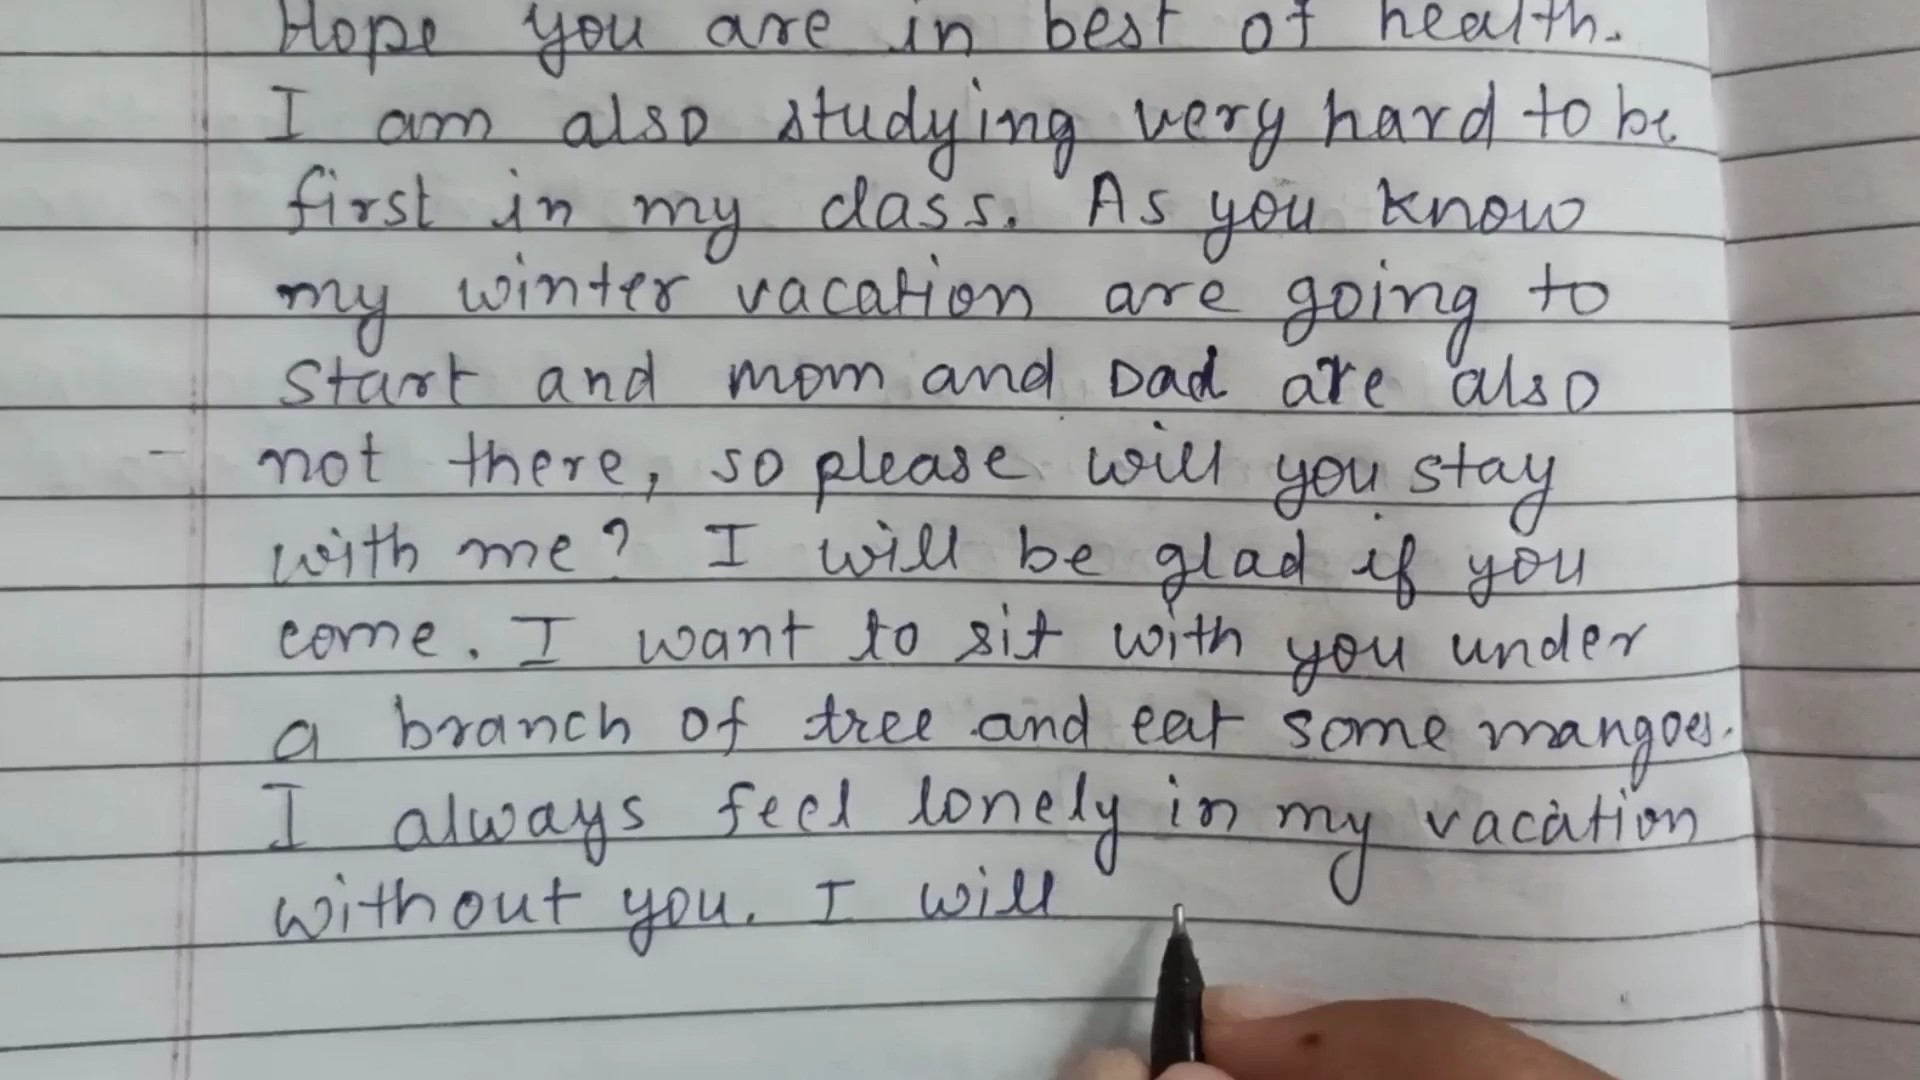 Hope you are in best of health.
I am also studying very hard to be
first in my class. As you know
my winter vacation are going to
start and mom and Dad are also
not there, so please will you stay
with me? I will be glad if you
come. I want to sit with you under
a branch of tree and eat some mangoes.
I always feel lonely in my vacation
without you. I will